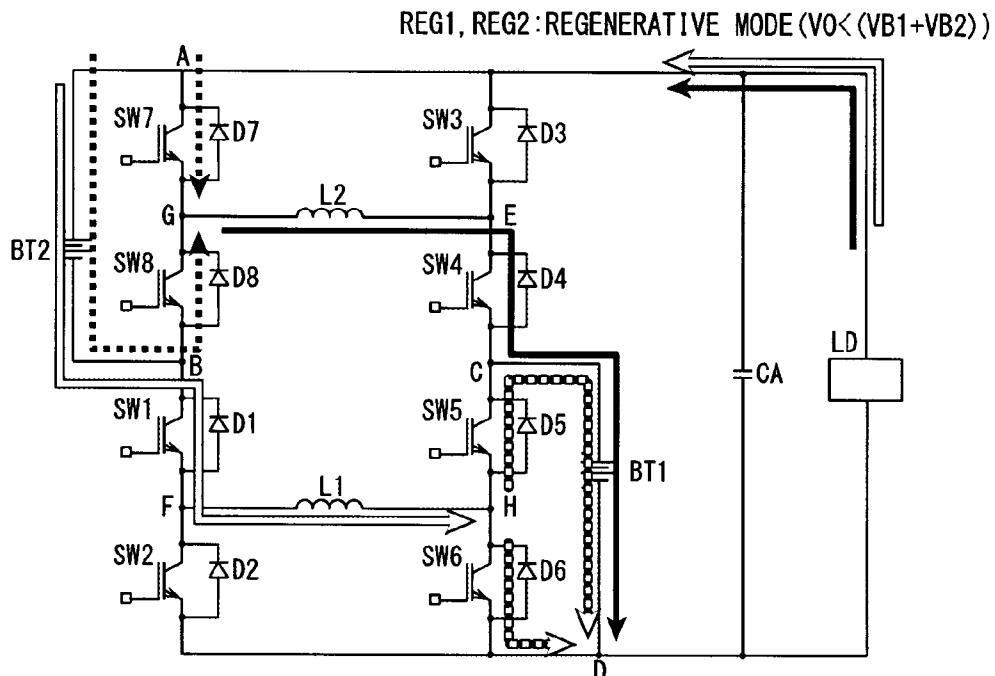 REG1, REG2:REGENERATIVE MODE(V0<(VB1+VB2))
A
SW7
D7
SW3
D3
L2
G
E
BT2
SW8
D8
SW4
D4
LD
B
C
CA
SW1
D1
SW5
D5
BT1
L1
F
H
SW2
D2
SW6
D6
D